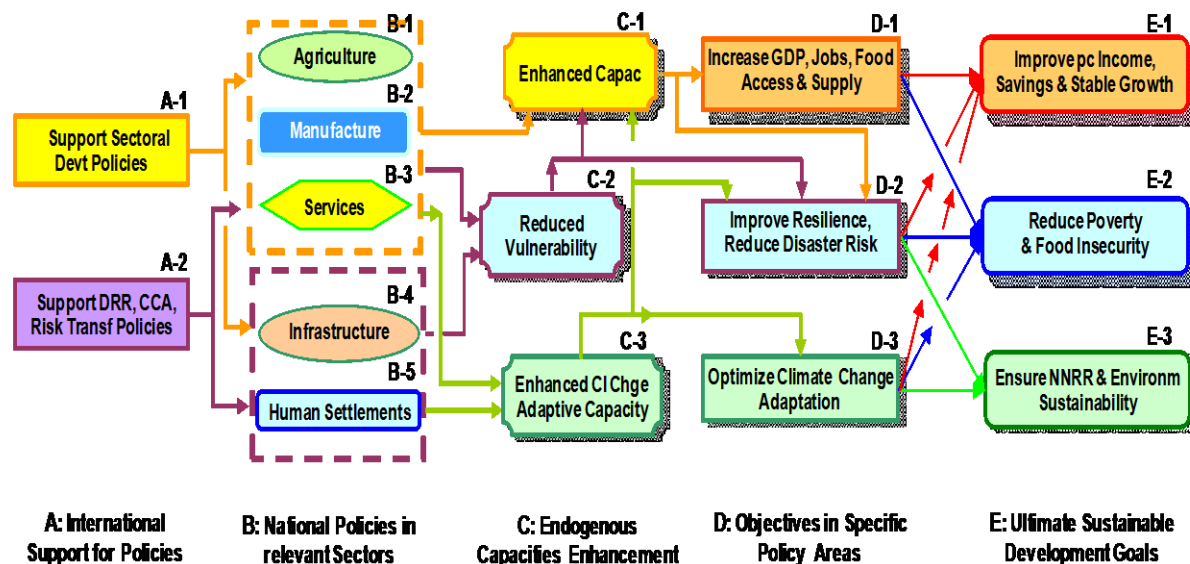 A-1
Support Sectoral
Devt Policies
A-2
Support DRR, CCA,
Risk Transf Policies
A: International
Support for Policies
B-1
Agriculture
B-2
Manufacture
B-3
Services
B-4
Infrastructure
B-5
Human Settlements
B: National Policies in
relevant Sectors
C-1
Enhanced Capac
C-2
Reduced
Vulnerability
C-3
Enhanced Cl Chge
Adaptive Capacity
C: Endogenous
Capacities Enhancement
D-1
Increase GDP, Jobs, Food
Access & Supply
D-2
Improve Resilience,
Reduce Disaster Risk
D-3
Optimize Climate Change
Adaptation
D: Objectives in Specific
Policy Areas
E-1
Improve pc Income,
Savings & Stable Growth
E-2
Reduce Poverty
& Food Insecurity
E-3
Ensure NNRR & Environm
Sustainability
E: Ultimate Sustainable
Development Goals